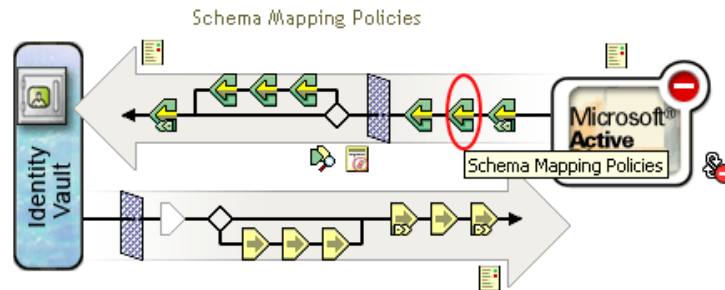 Schema Mapping Policies
Identity
Vault
Microsoft®
Active
Schema Mapping Policies